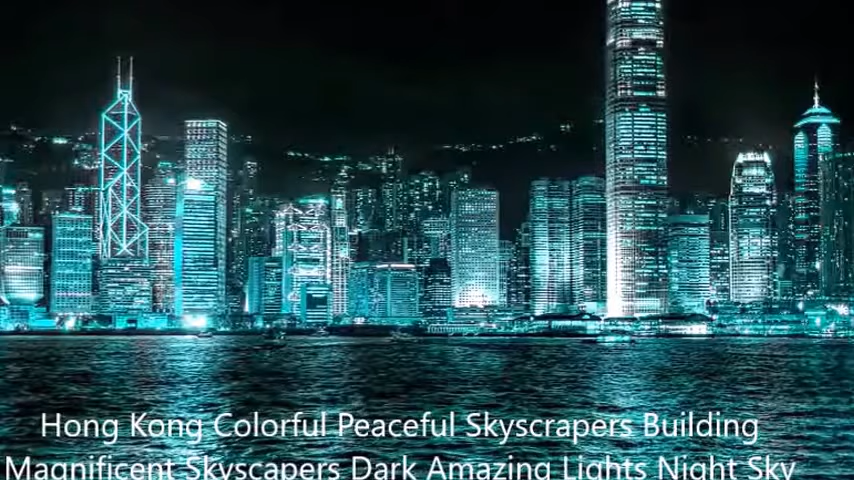 Hong Kong Colorful Peaceful Skyscrapers Building
Magnificent Skyscapers Dark Amazing Lights Night Sky